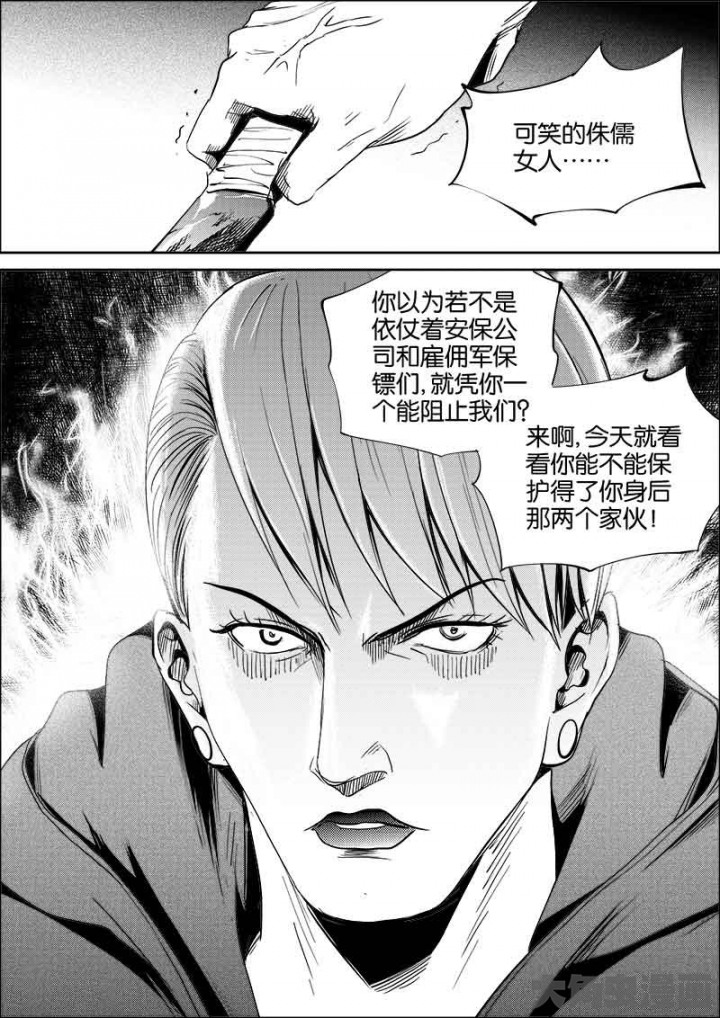 可笑的侏儒
女人……
你以为若不是
依仗着安保公
司和雇佣军保
镖们,就凭你一
个能阻止我们？
来啊,今天就看
看你能不能保
护得了你身后
那两个家伙！